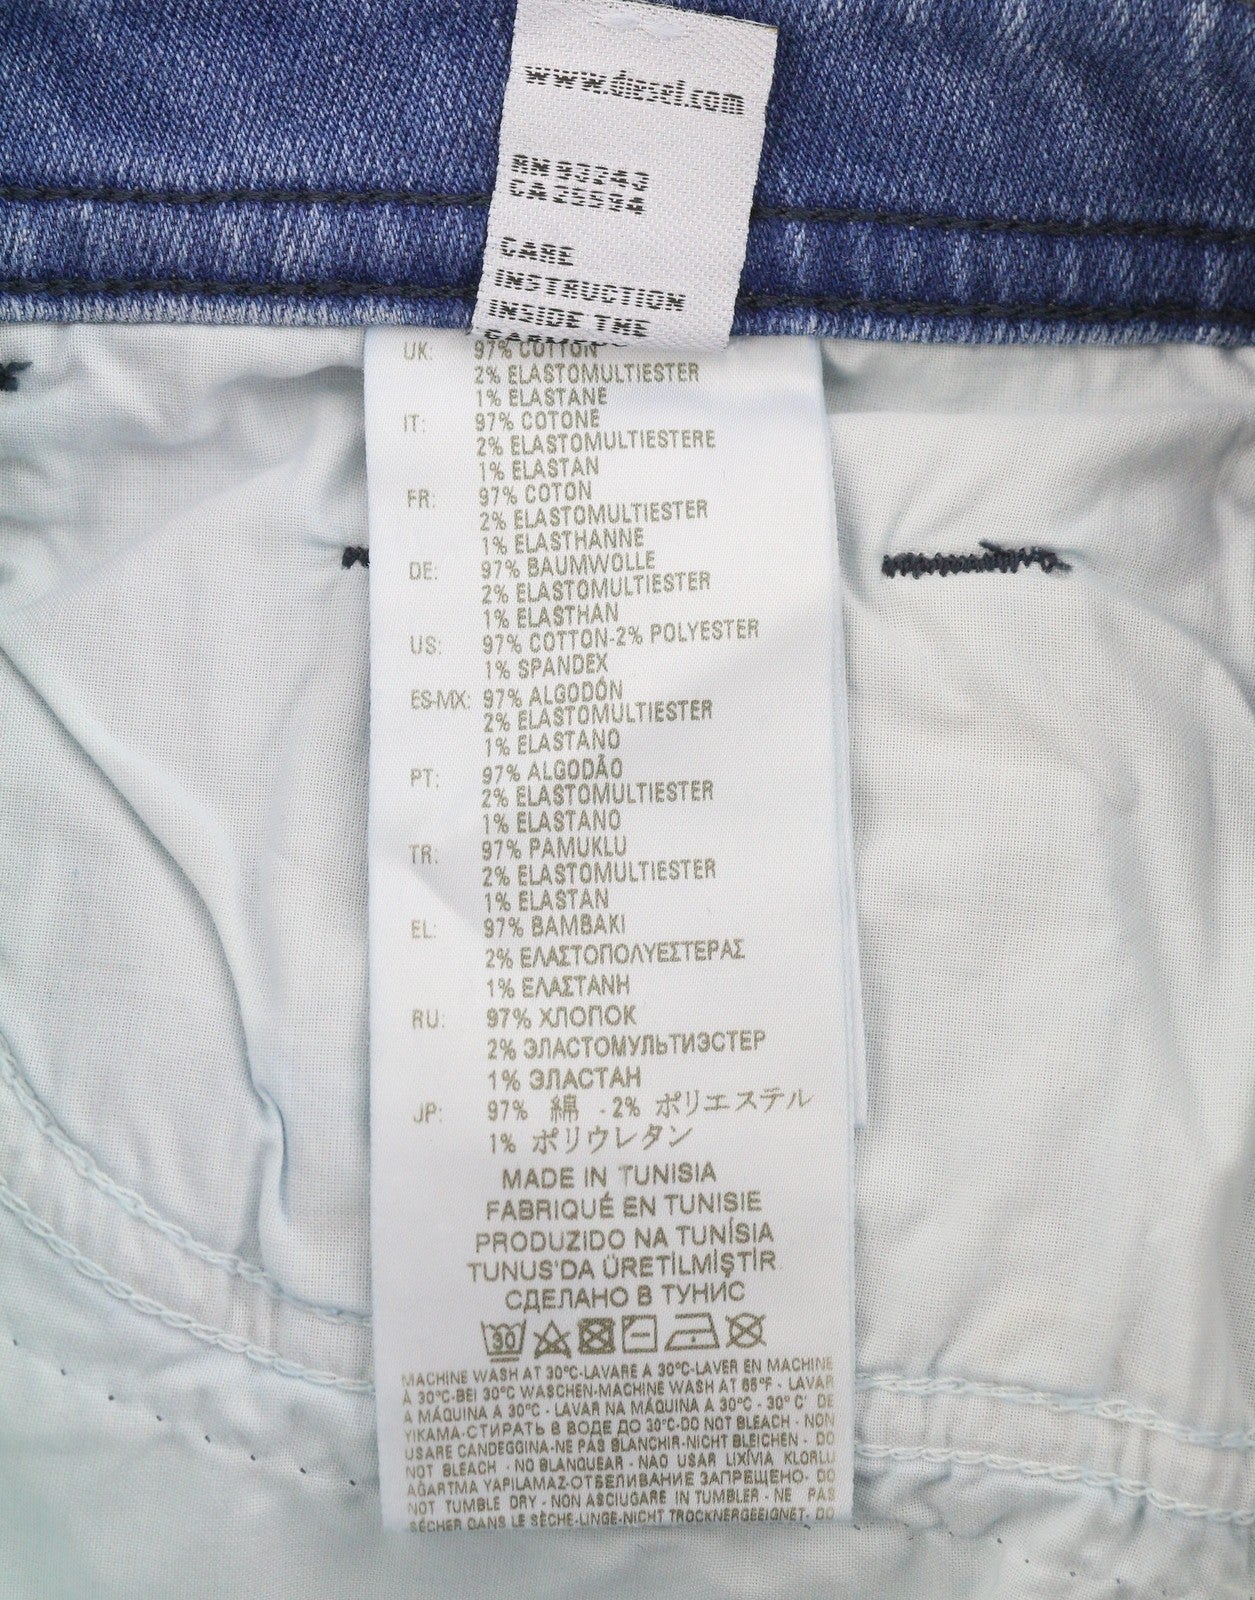 www.diesel.com
RN 93243
CA 25594
CARE
INSTRUCTION
INSIDE THE
UK: 97% COTTON
2% ELASTOMULTIESTER
1% ELASTANE
IT: 97% COTONE
2% ELASTOMULTIESTERE
1% ELASTAN
FR: 97% COTON
2% ELASTOMULTIESTER
1% ELASTHANNE
DE: 97% BAUMWOLLE
2% ELASTOMULTIESTER
1% ELASTHAN
US: 97% COTTON-2% POLYESTER
1% SPANDEX
ES-MX: 97% ALGODÓN
2% ELASTOMULTIESTER
1% ELASTANO
PT: 97% ALGODÃO
2% ELASTOMULTIESTER
1% ELASTANO
TR: 97% PAMUKLU
2% ELASTOMULTIESTER
1% ELASTAN
EL: 97% ΒΑΜΒΑΚΙ
2% ΕΛΑΣΤΟΠΟΛΥΕΣΤΕΡΑΣ
1% ΕΛΑΣΤΑΝΗ
RU: 97% ХЛОПОК
2% ЭЛАСТОМУЛЬТИЭСТЕР
1% ЭЛАСТАН
JP: 97% 綿 - 2% ポリエステル
1% ポリウレタン
MADE IN TUNISIA
FABRIQUÉ EN TUNISIE
PRODUZIDO NA TUNÍSIA
TUNUS'DA ÜRETİLMİŞTİR
СДЕЛАНО В ТУНИС
30
MACHINE WASH AT 30°C-LAVARE A 30°C-LAVER EN MACHINE
À 30°C-BEI 30°C WASCHEN-MACHINE WASH AT 86°F - LAVAR
A MÁQUINA A 30°C - LAVAR NA MÁQUINA A 30°C - 30° C' DE
YIKAMA-СТИРАТЬ В ВОДЕ ДО 30°C-DO NOT BLEACH - NON
USARE CANDEGGINA-NE PAS BLANCHIR-NICHT BLEICHEN - DO
NOT BLEACH - NO BLANQUEAR - NAO USAR LIXÍVIA KLORLU
AĞARTMA YAPILAMAZ-ОТБЕЛИВАНИЕ ЗАПРЕЩЕНО- DO
NOT TUMBLE DRY - NON ASCIUGARE IN TUMBLER - NE PAS
SÉCHER DANS LE SÈCHE-LINGE-NICHT TROCKNERGEEIGNET- DO